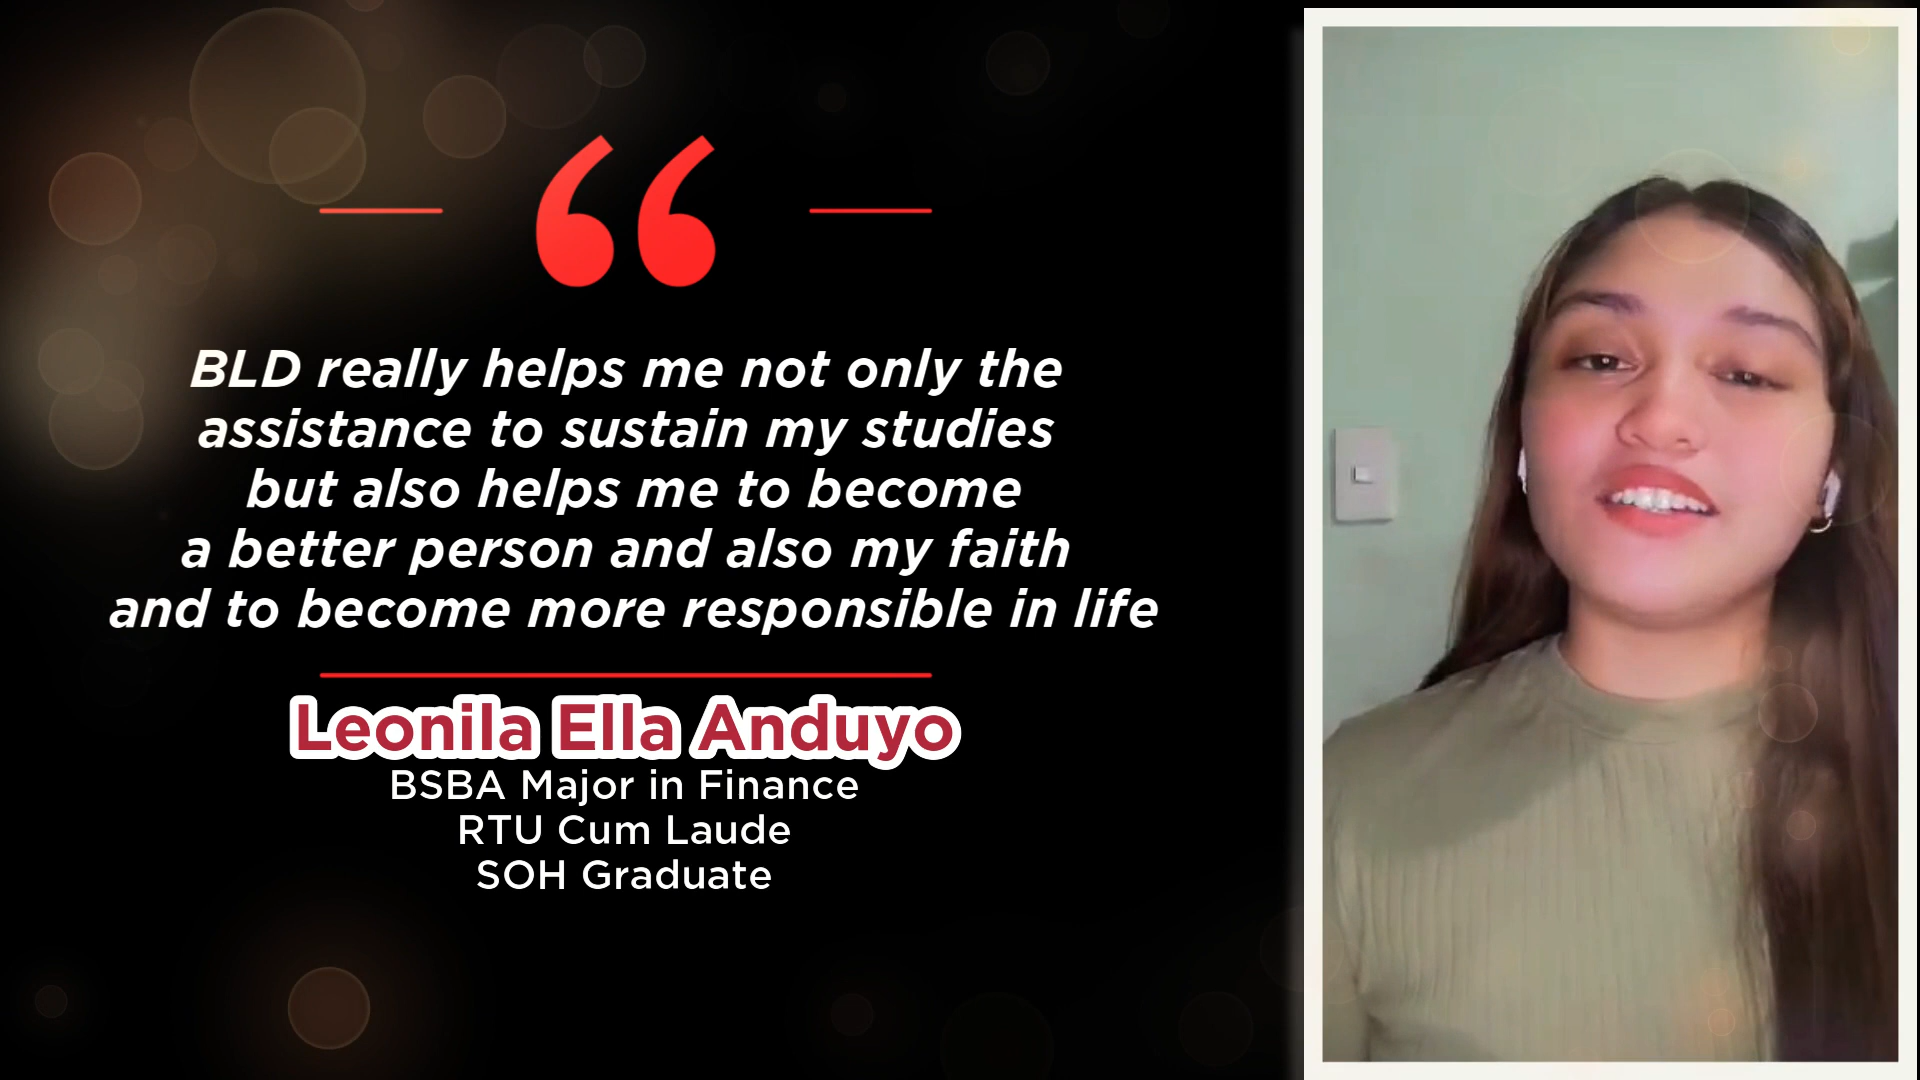 “
BLD really helps me not only the
assistance to sustain my studies
but also helps me to become
a better person and also my faith
and to become more responsible in life
Leonila Ella Anduyo
BSBA Major in Finance
RTU Cum Laude
SOH Graduate